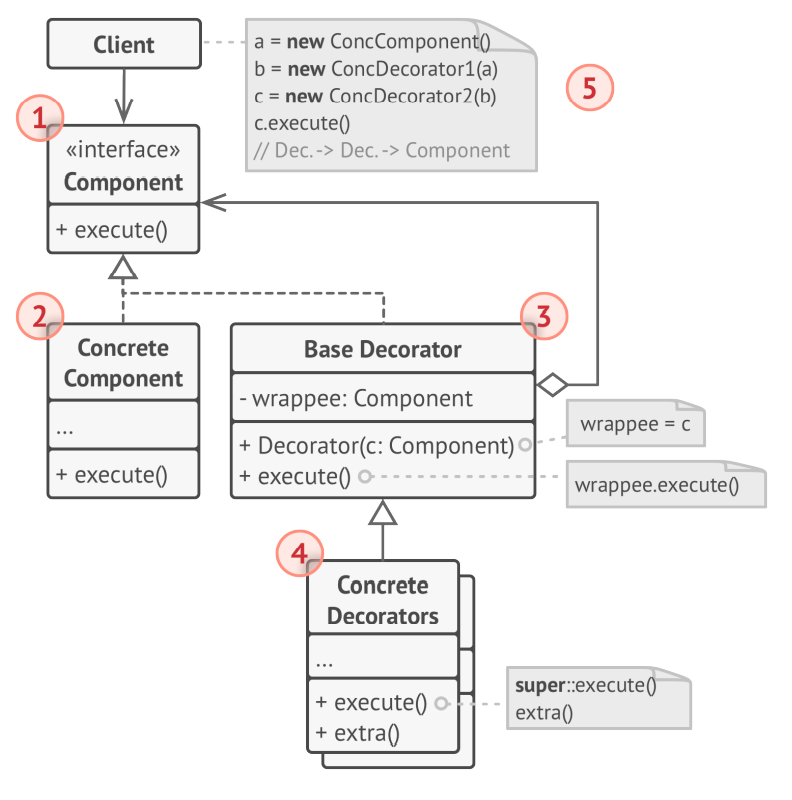 Client
a = new ConcComponent()
b = new ConcDecorator1(a)
c = new ConcDecorator2(b)
c.execute()
// Dec. -> Dec. -> Component
5
1
«interface»
Component
+ execute()
2
Concrete
Component
...
+ execute()
3
Base Decorator
- wrappee: Component
+ Decorator(c: Component)
+ execute()
wrappee = c
wrappee.execute()
4
Concrete
Decorators
...
+ execute()
+ extra()
super::execute()
extra()